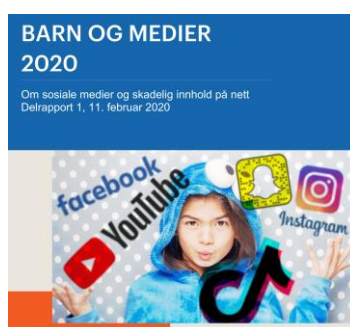 BARN OG MEDIER
2020
Om sosiale medier og skadelig innhold på nett
Delrapport 1, 11. februar 2020
facebook
YouTube
Instagram